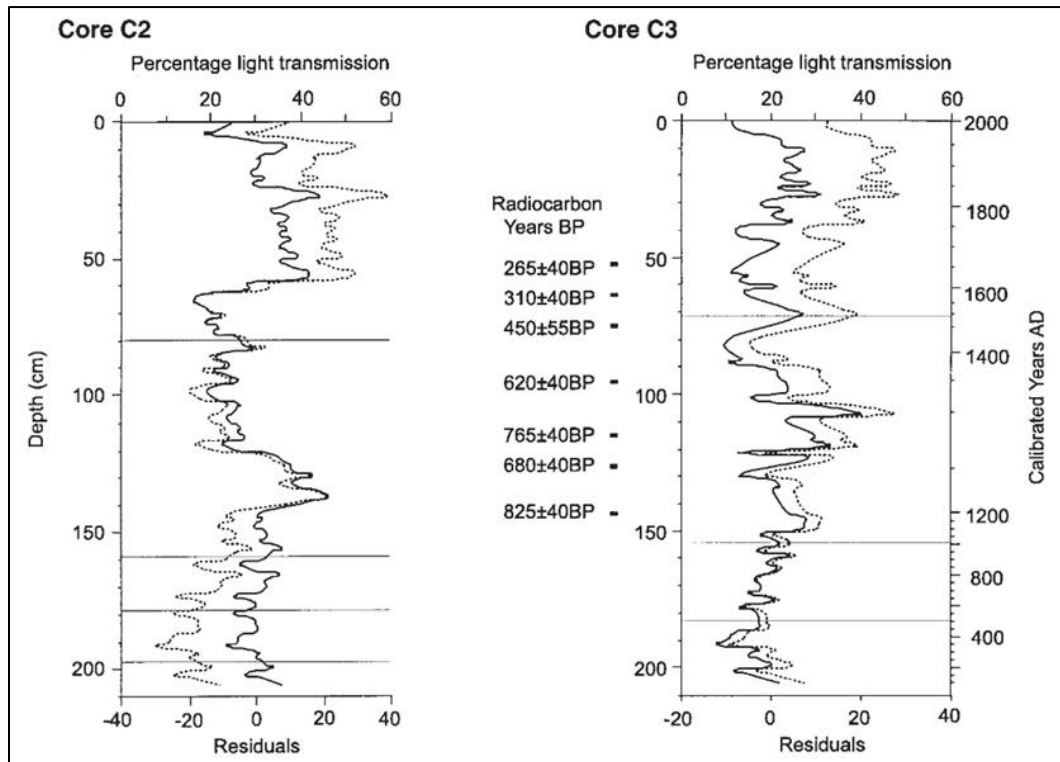 Core C2
Percentage light transmission
0 20 40 60
0
50
100
150
200
Depth (cm)
-40 -20 0 20 40
Residuals
Radiocarbon
Years BP
265±40BP
310±40BP
450±55BP
620±40BP
765±40BP
680±40BP
825±40BP
Core C3
Percentage light transmission
0 20 40 60
0
50
100
150
200
2000
1800
1600
1400
1200
800
400
Calibrated Years AD
-20 0 20 40
Residuals